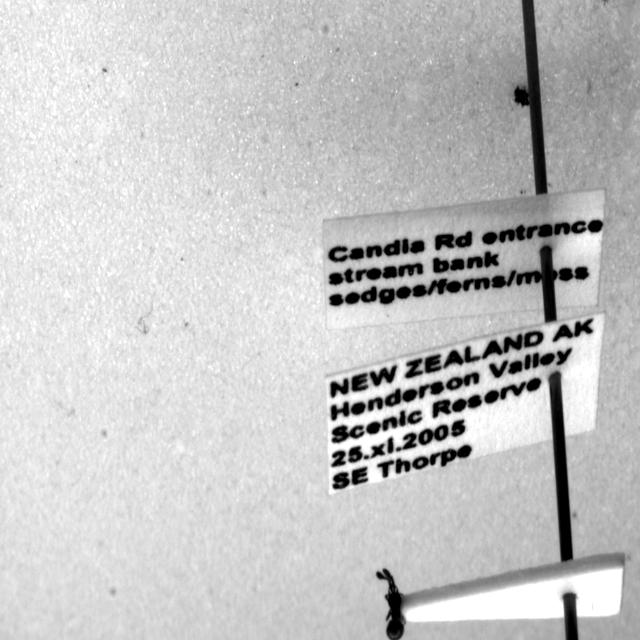 Candia Rd entrance
stream bank
sedges/ferns/moss
NEW ZEALAND AK
Henderson Valley
Scenic Reserve
25.xi.2005
SE Thorpe